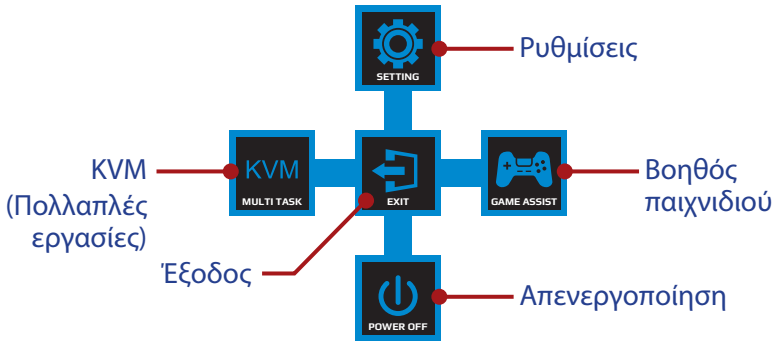 SETTING
Ρυθμίσεις
KVM
(Πολλαπλές
εργασίες)
KVM
MULTI TASK
EXIT
GAME ASSIST
Βοηθός
παιχνιδιού
Έξοδος
POWER OFF
Απενεργοποίηση